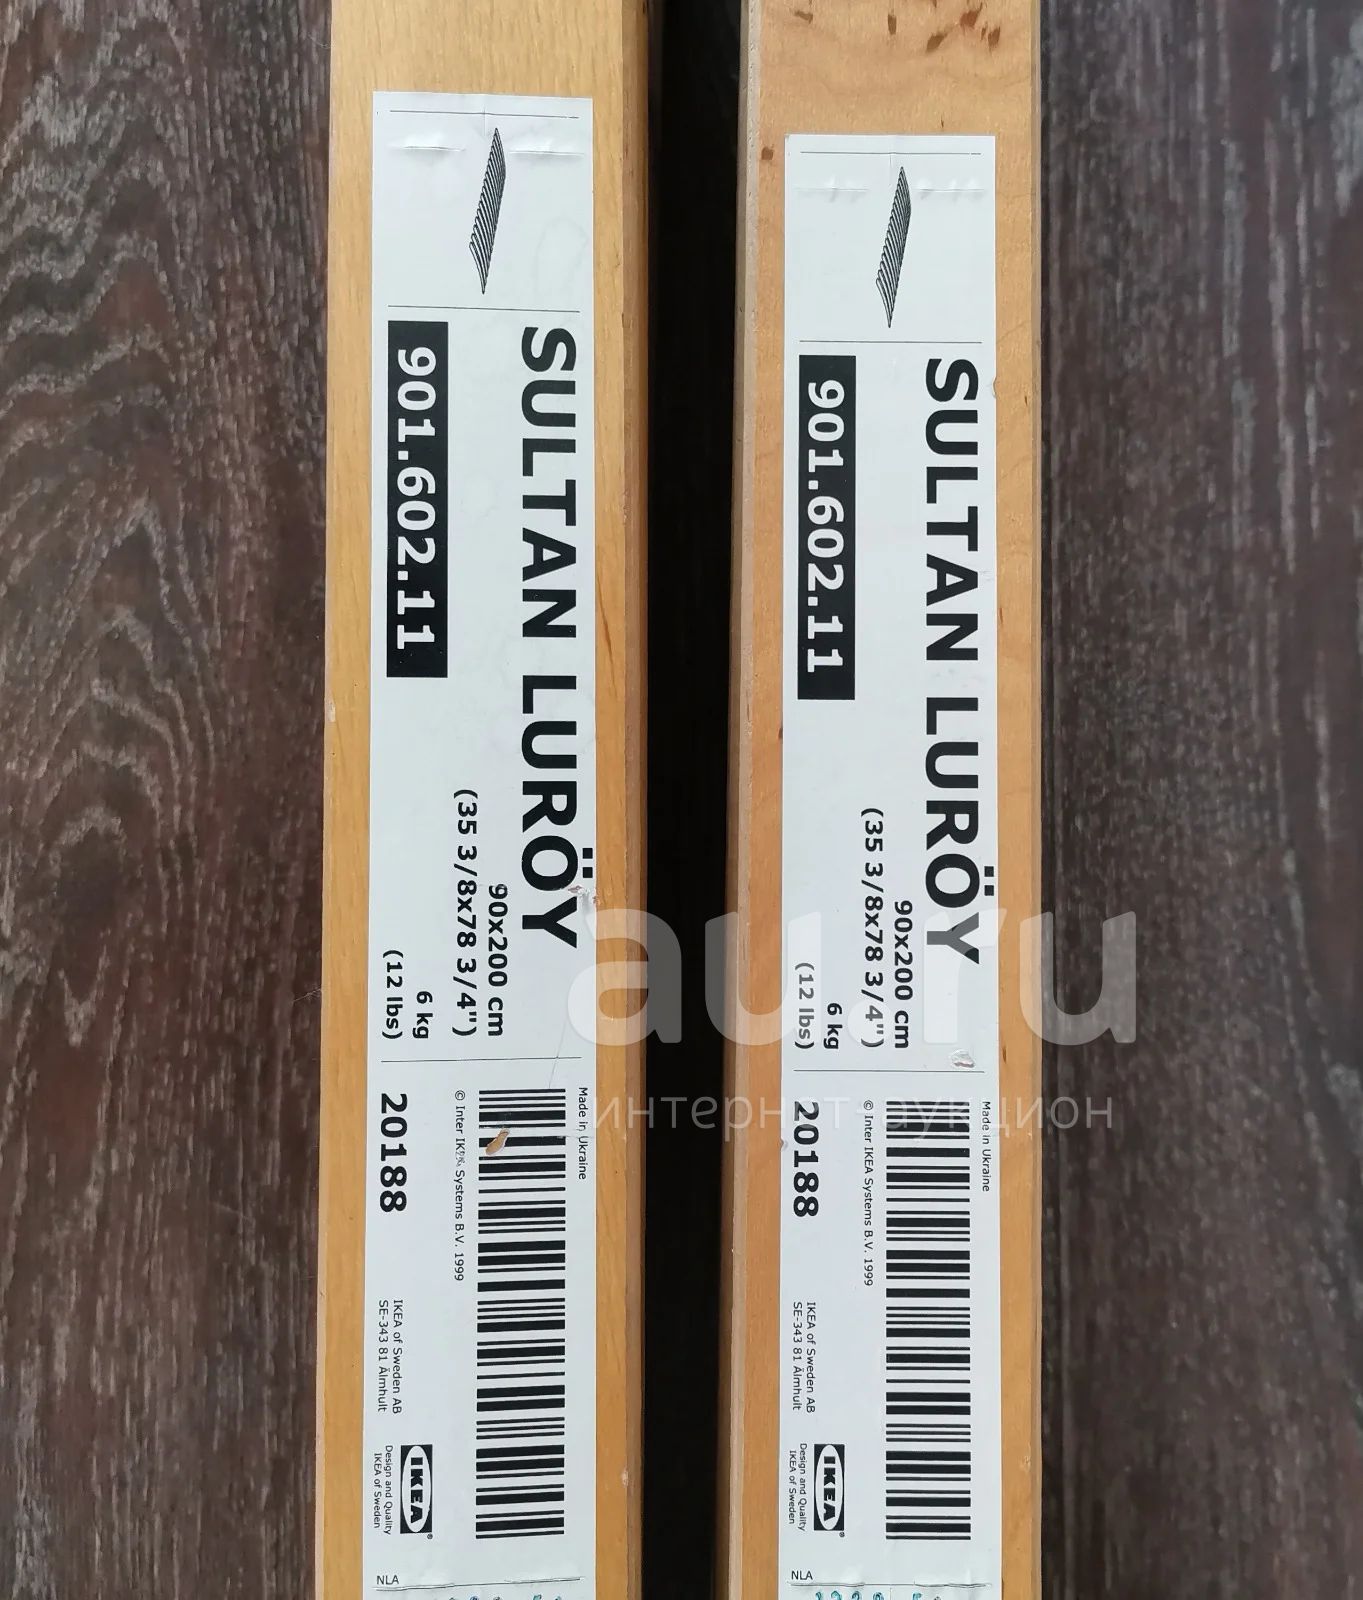 SULTAN LURÖY
901.602.11
90x200 cm
(35 3/8x78 3/4")
6 kg
(12 lbs)
Made in Ukraine
© Inter IKEA Systems B.V. 1999
20188
IKEA of Sweden AB
SE-343 81 Älmhult
IKEA
Design and Quality
IKEA of Sweden
NLA
SULTAN LURÖY
901.602.11
90x200 cm
(35 3/8x78 3/4")
6 kg
(12 lbs)
Made in Ukraine
© Inter IKEA Systems B.V. 1999
20188
IKEA of Sweden AB
SE-343 81 Älmhult
IKEA
Design and Quality
IKEA of Sweden
NLA
au.ru
интернет-аукцион